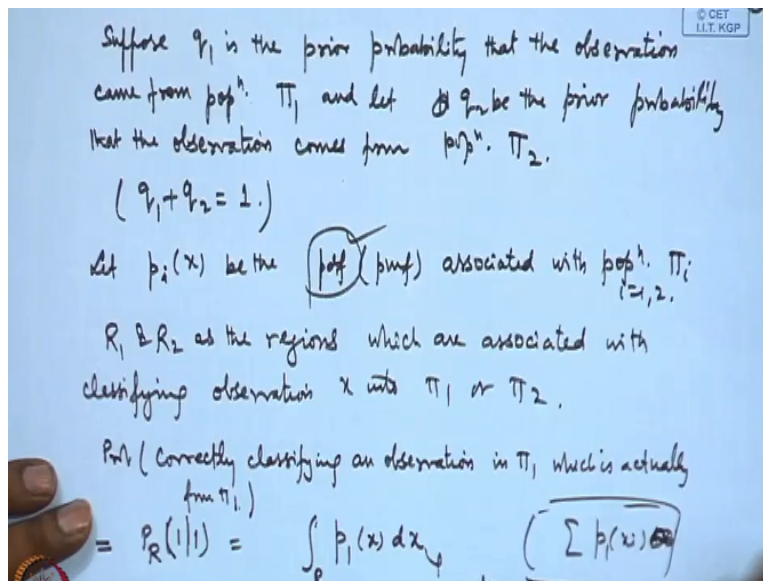 © CET
I.I.T. KGP
Suppose q₁ is the prior probability that the observation
came from popⁿ. Π₁ and let q₂ be the prior probability
that the observation comes from popⁿ. Π₂.
(q₁+q₂ = 1.)
Let pᵢ(x) be the pdf (pmf) associated with popⁿ. Πᵢ
i=1,2.
R₁ & R₂ as the regions which are associated with
classifying observation x into Π₁ or Π₂.
Prob (Correctly classifying an observation in Π₁ which is actually
from Π₁.)
= P_R(1|1) = ∫_R p₁(x) dx, (Σ p₁(x))